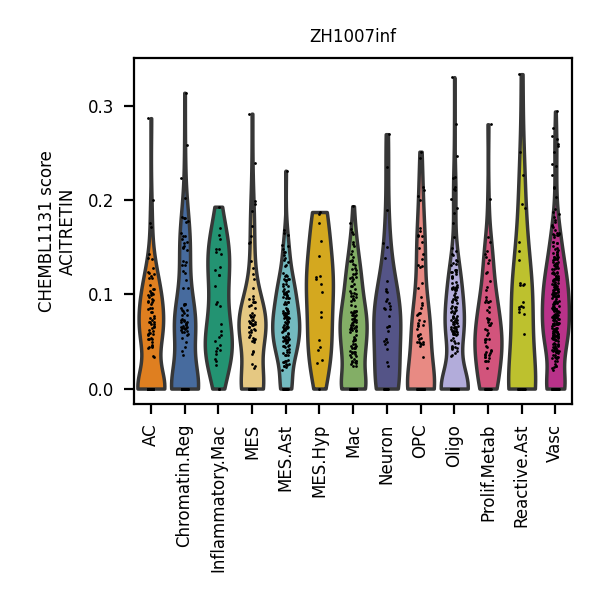 ZH1007inf
CHEMBL1131 score
ACITRETIN
0.3
0.2
0.1
0.0
AC
Chromatin.Reg
Inflammatory.Mac
MES
MES.Ast
MES.Hyp
Mac
Neuron
OPC
Oligo
Prolif.Metab
Reactive.Ast
Vasc